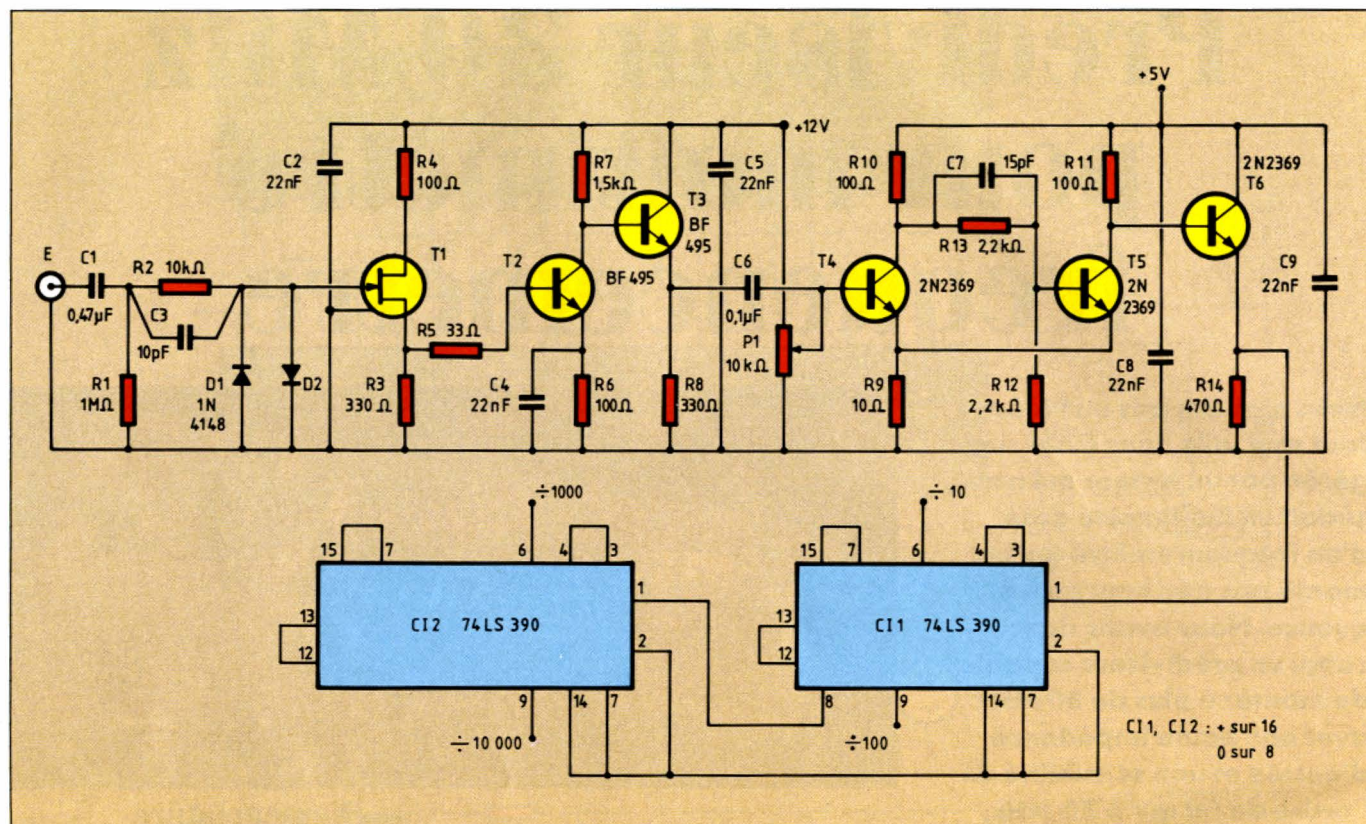 +5V
+12V
C2
22nF
R4
100Ω
R7
1,5kΩ
T3
BF
495
C5
22nF
R10
100Ω
C7
15pF
R11
100Ω
2N2369
T6
E
C1
0,47µF
R2
10kΩ
C3
10pF
T1
T2
BF 495
C6
0,1µF
T4
2N2369
R13
2,2kΩ
T5
2N
2369
C9
22nF
R5
33Ω
P1
10kΩ
R1
1MΩ
D1
1N
4148
D2
R3
330Ω
C4
22nF
R6
100Ω
R8
330Ω
R9
10Ω
R12
2,2kΩ
C8
22nF
R14
470Ω
÷1000
÷10
15
7
6
4
3
15
7
6
4
3
13
12
CI2 74LS390
1
2
13
12
CI1 74LS390
1
2
9
14
7
8
9
14
7
÷10 000
÷100
CI1, CI2 : + sur 16
0 sur 8